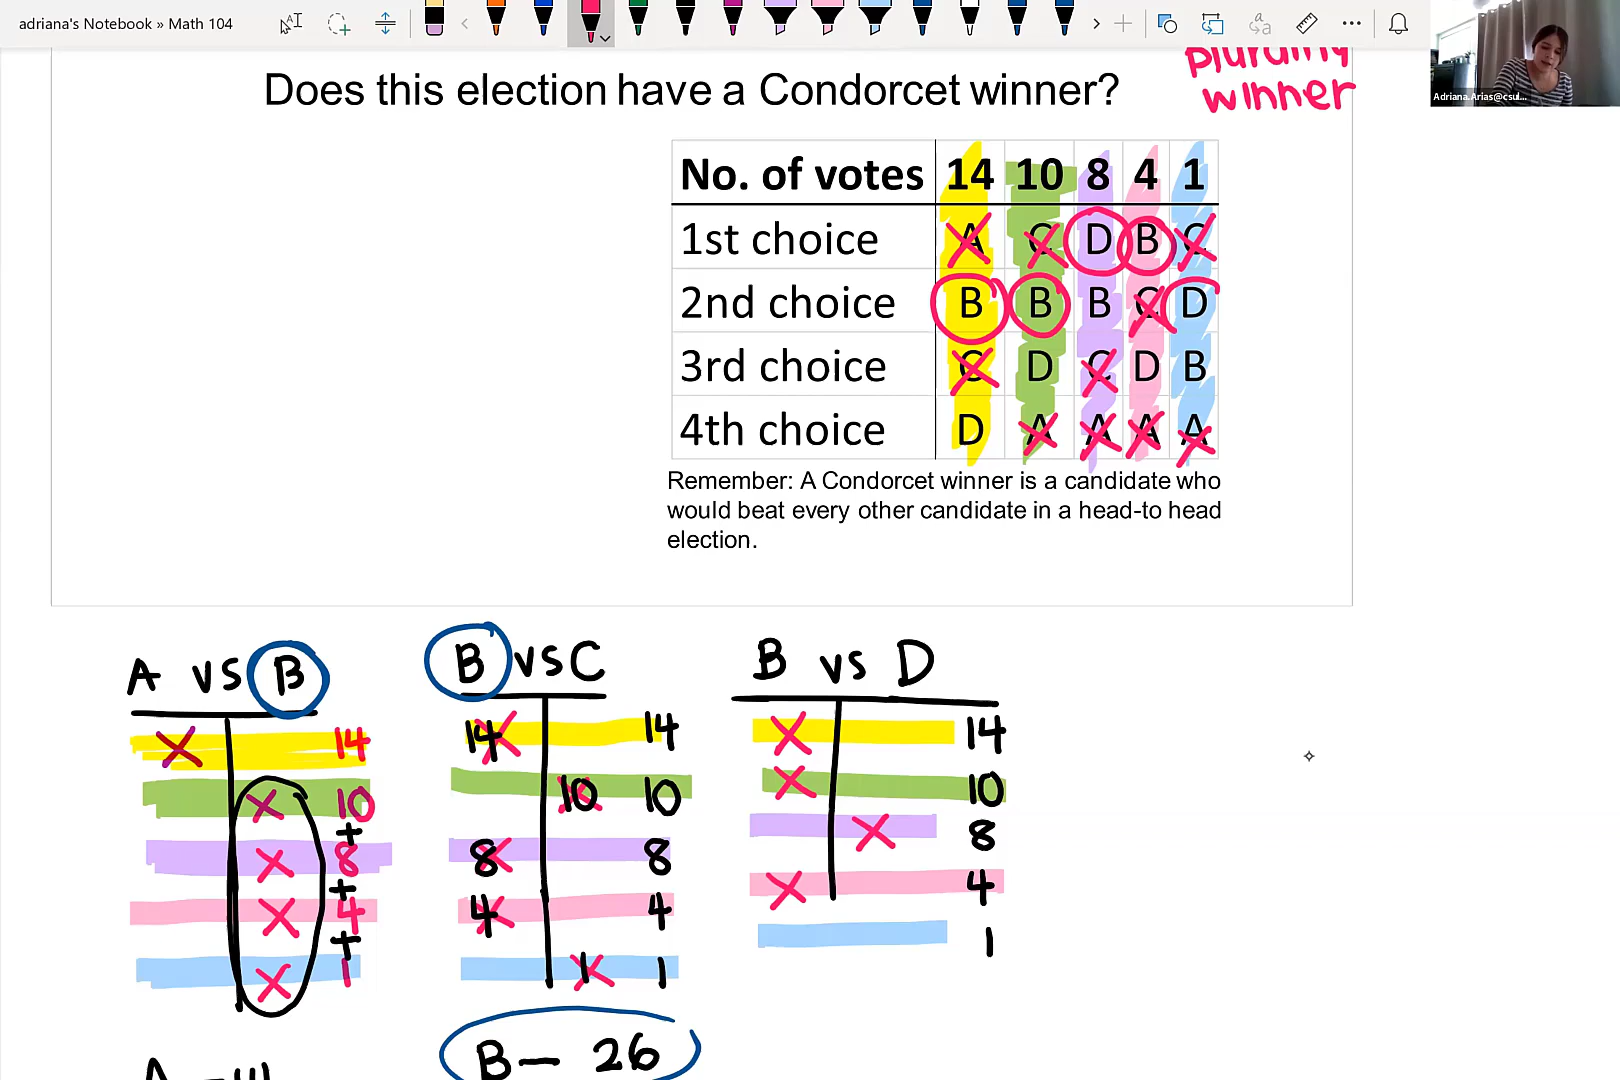 adriana's Notebook » Math 104
Adriana.Arias@csul...
plurality
winner
Does this election have a Condorcet winner?
No. of votes 14 10 8 4 1
1st choice A C D B C
2nd choice B B B C D
3rd choice C D C D B
4th choice D A A A A
Remember: A Condorcet winner is a candidate who
would beat every other candidate in a head-to head
election.
A vs B
X 14
X 10
+
X 8
+
X 4
+
X 1
B vs C
14 X 14
10 X 10
8 X 8
4 X 4
1 X 1
B - 26
B vs D
X 14
X 10
X 8
X 4
1